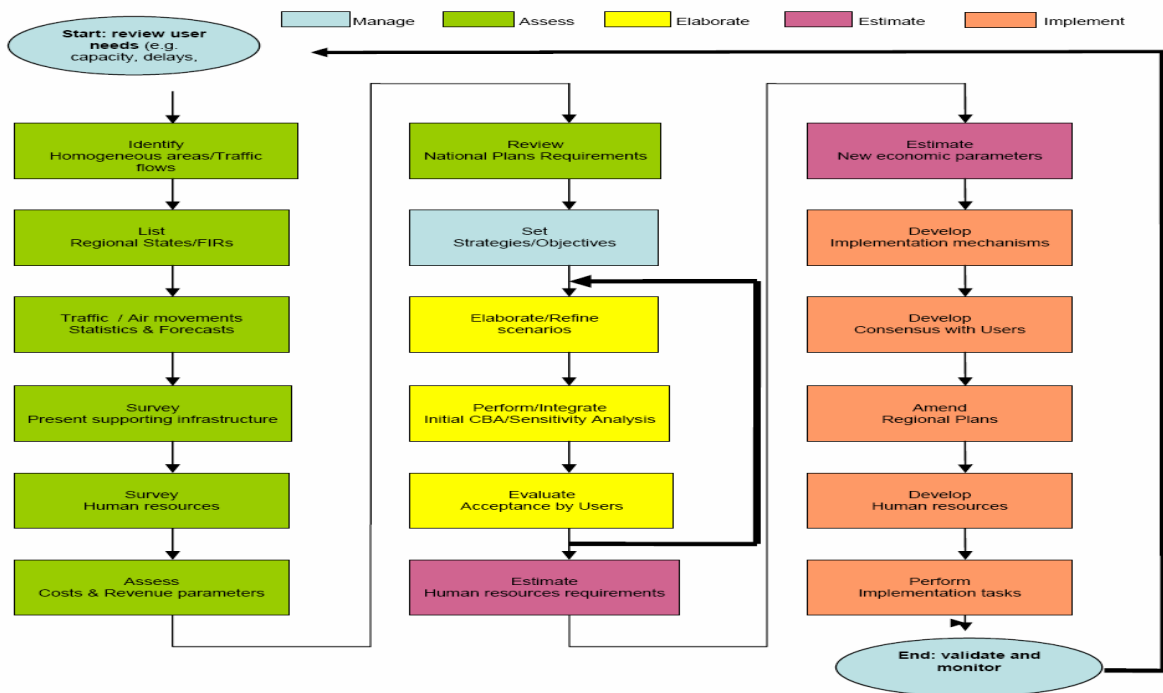 Manage
Assess
Elaborate
Estimate
Implement
Start: review user
needs (e.g.
capacity, delays,
Identify
Homogeneous areas/Traffic
flows
List
Regional States/FIRs
Traffic / Air movements
Statistics & Forecasts
Survey
Present supporting infrastructure
Survey
Human resources
Assess
Costs & Revenue parameters
Review
National Plans Requirements
Set
Strategies/Objectives
Elaborate/Refine
scenarios
Perform/Integrate
Initial CBA/Sensitivity Analysis
Evaluate
Acceptance by Users
Estimate
Human resources requirements
Estimate
New economic parameters
Develop
Implementation mechanisms
Develop
Consensus with Users
Amend
Regional Plans
Develop
Human resources
Perform
Implementation tasks
End: validate and
monitor